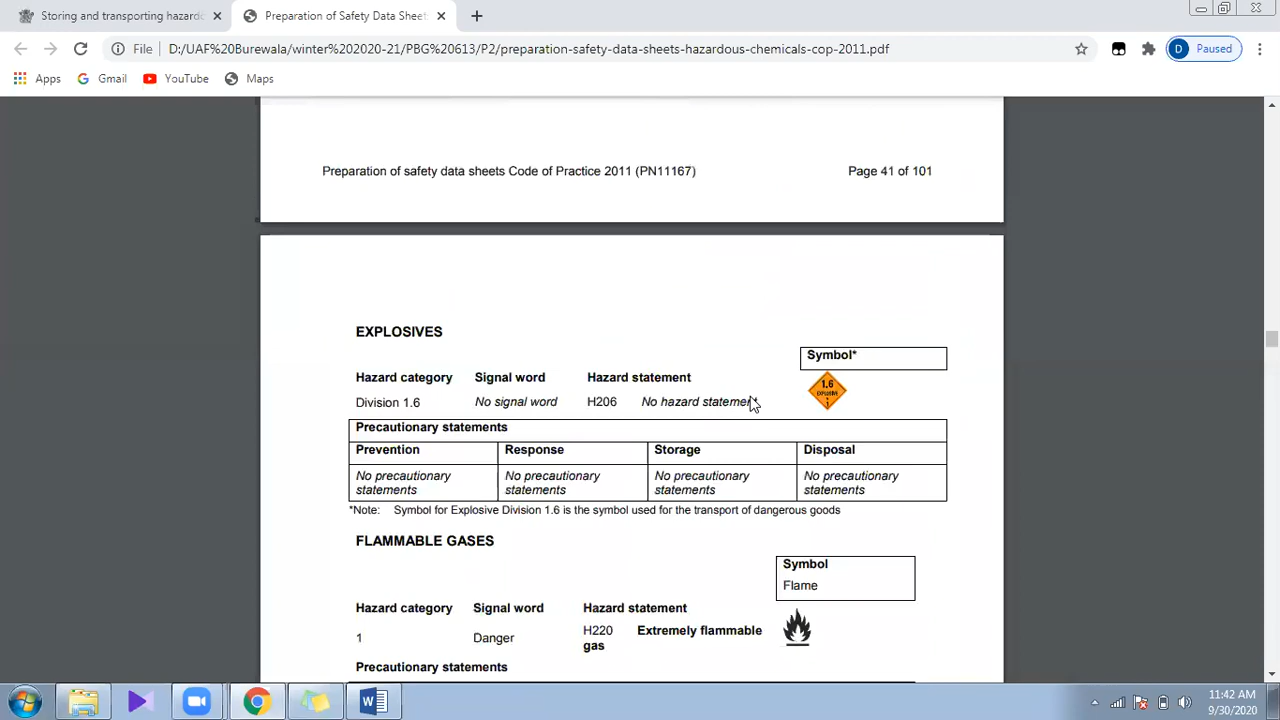 Storing and transporting hazard
Preparation of Safety Data Sheet
File
D:/UAF%20Burewala/winter%202020-21/PBG%20613/P2/preparation-safety-data-sheets-hazardous-chemicals-cop-2011.pdf
D
Paused
Apps
Gmail
YouTube
Maps
Preparation of safety data sheets Code of Practice 2011 (PN11167)
Page 41 of 101
EXPLOSIVES
Symbol*
Hazard category
Signal word
Hazard statement
1.6
EXPLOSIVE
1
Division 1.6
No signal word
H206
No hazard statement
Precautionary statements
Prevention
Response
Storage
Disposal
No precautionary
statements
No precautionary
statements
No precautionary
statements
No precautionary
statements
*Note: Symbol for Explosive Division 1.6 is the symbol used for the transport of dangerous goods
FLAMMABLE GASES
Symbol
Flame
Hazard category
Signal word
Hazard statement
1
Danger
H220 Extremely flammable
gas
Precautionary statements
11:42 AM
9/30/2020